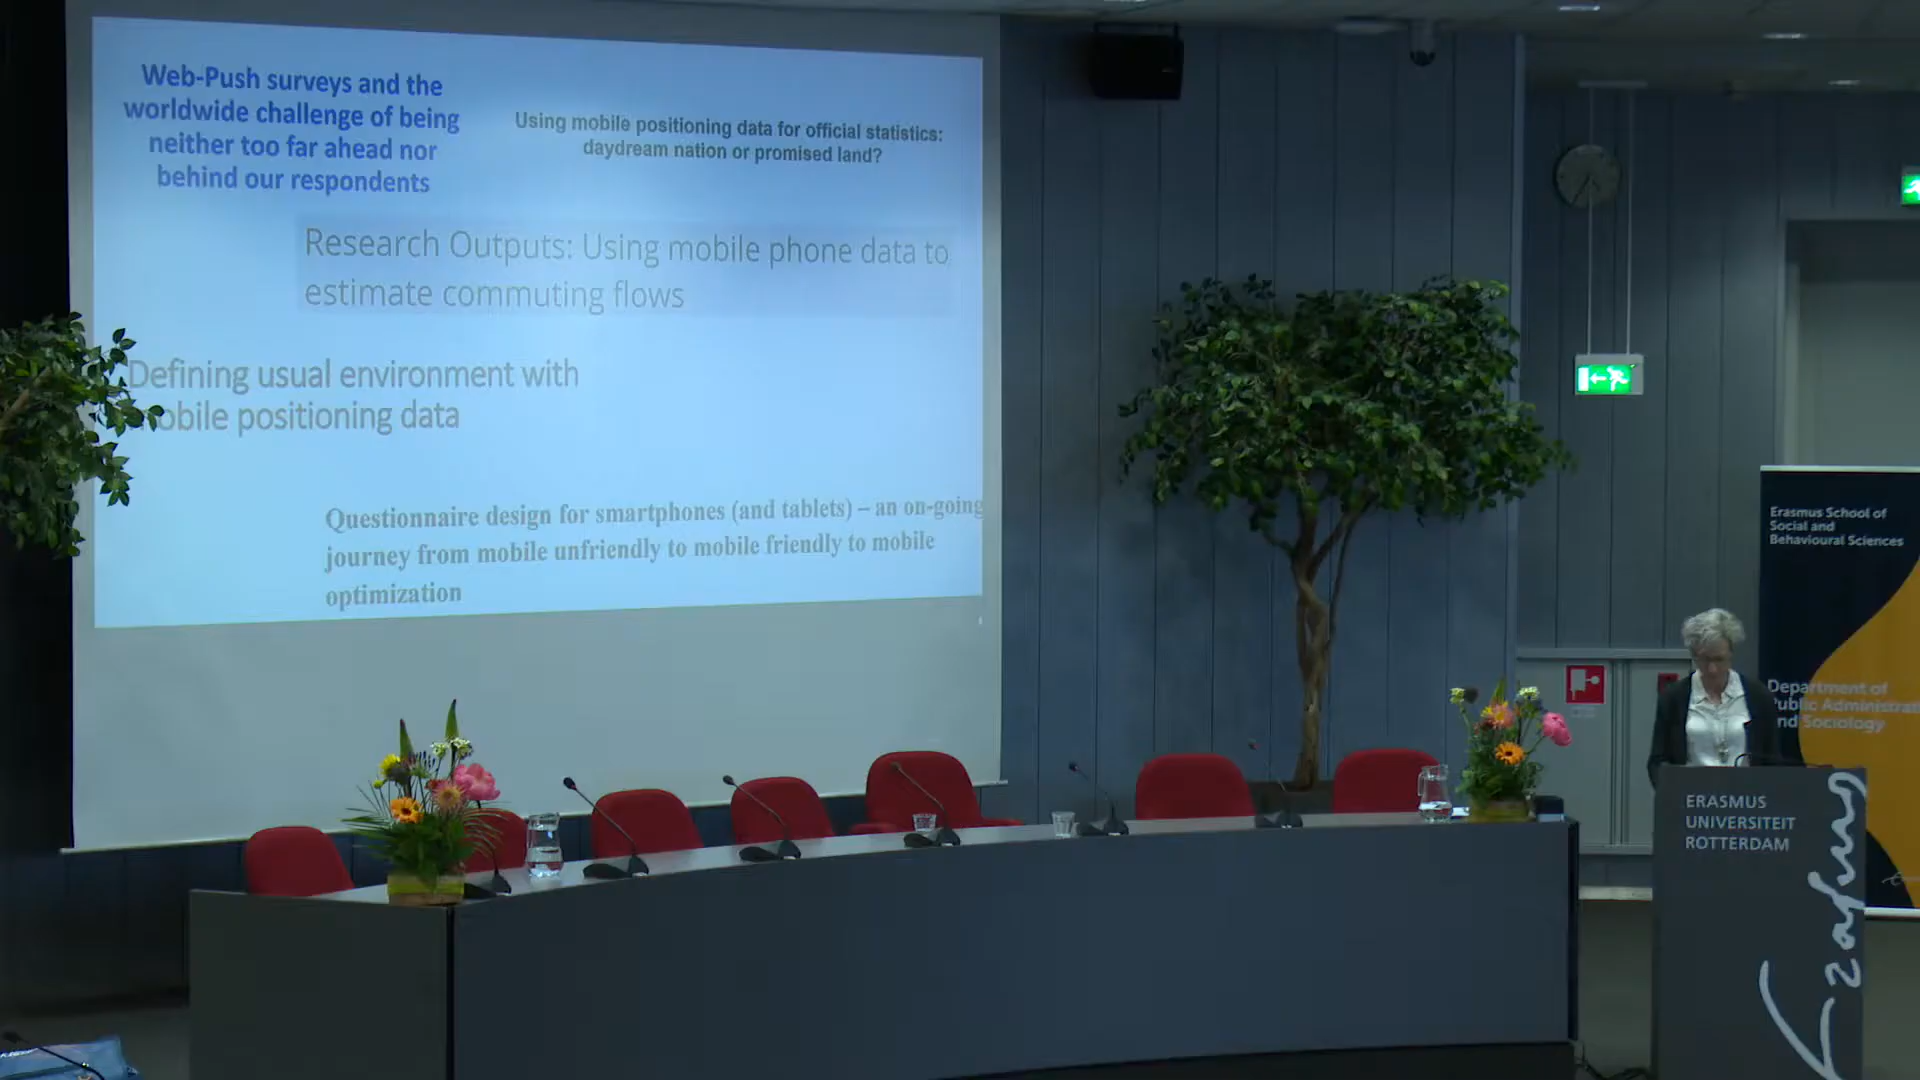 Web-Push surveys and the
worldwide challenge of being
neither too far ahead nor
behind our respondents
Using mobile positioning data for official statistics:
daydream nation or promised land?
Research Outputs: Using mobile phone data to
estimate commuting flows
Defining usual environment with
obile positioning data
Questionnaire design for smartphones (and tablets) – an on-going
journey from mobile unfriendly to mobile friendly to mobile
optimization
Erasmus School of
Social and
Behavioural Sciences
Department of
Public Administrat
and Sociology
ERASMUS
UNIVERSITEIT
ROTTERDAM
Erasmus